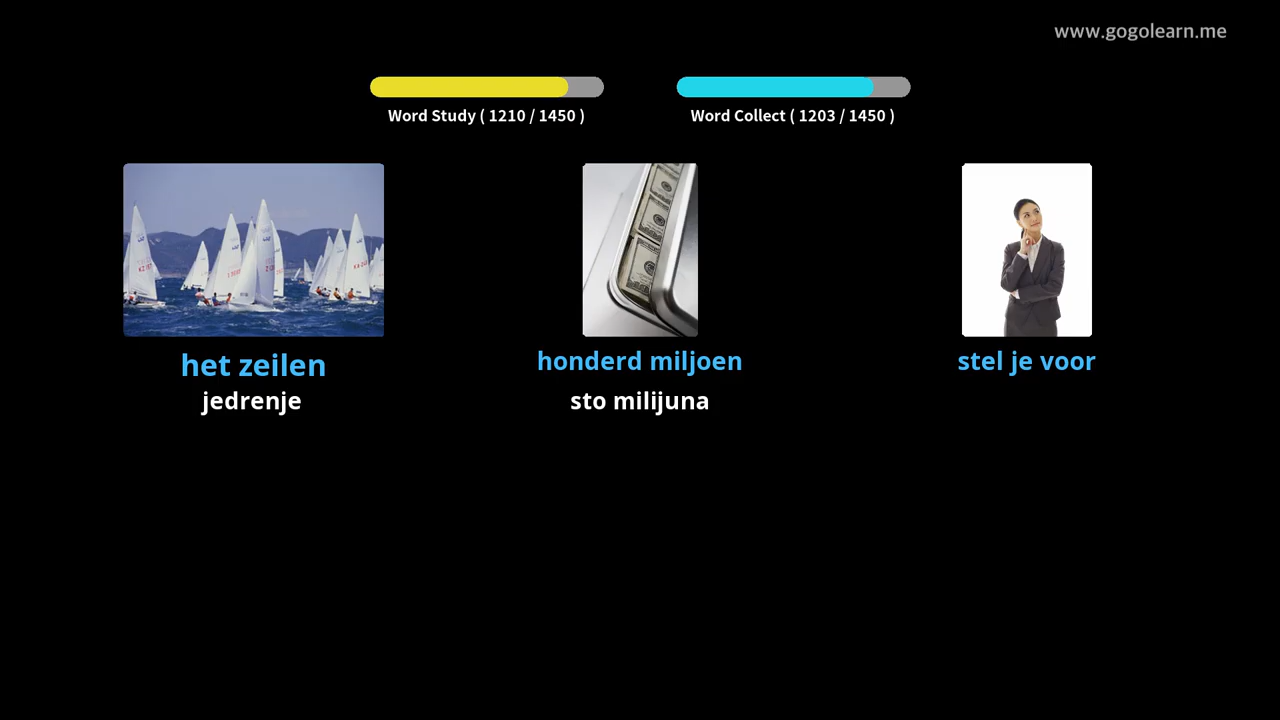 www.gogolearn.me
Word Study ( 1210 / 1450 )
Word Collect ( 1203 / 1450 )
het zeilen
jedrenje
honderd miljoen
sto milijuna
stel je voor